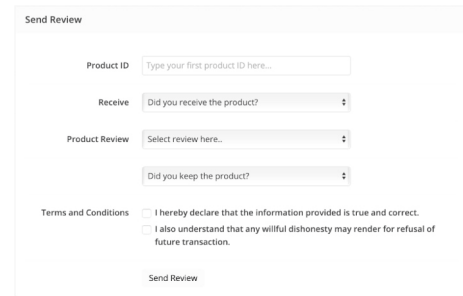 Send Review
Product ID
Type your first product ID here...
Receive
Did you receive the product?
Product Review
Select review here..
Did you keep the product?
Terms and Conditions
I hereby declare that the information provided is true and correct.
I also understand that any willful dishonesty may render for refusal of
future transaction.
Send Review